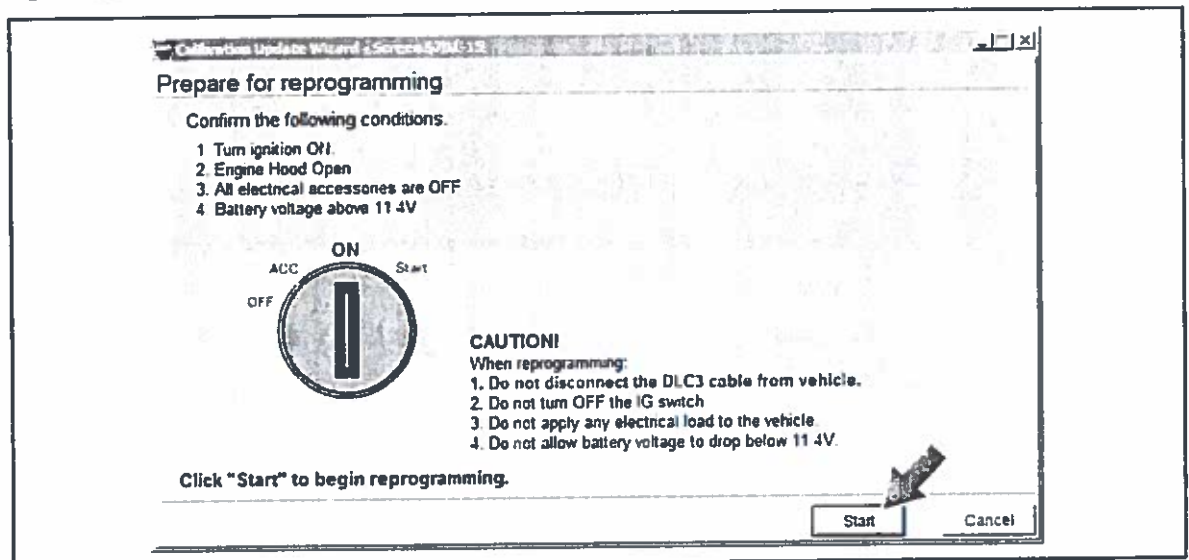 Calibration Update Wizard - Screen
Prepare for reprogramming
Confirm the following conditions.
1 Turn ignition ON.
2. Engine Hood Open
3. All electrical accessories are OFF
4 Battery voltage above 11.4V
ON
ACC
Start
OFF
CAUTION!
When reprogramming:
1. Do not disconnect the DLC3 cable from vehicle.
2. Do not turn OFF the IG switch
3. Do not apply any electrical load to the vehicle.
4. Do not allow battery voltage to drop below 11.4V.
Click "Start" to begin reprogramming.
Start
Cancel